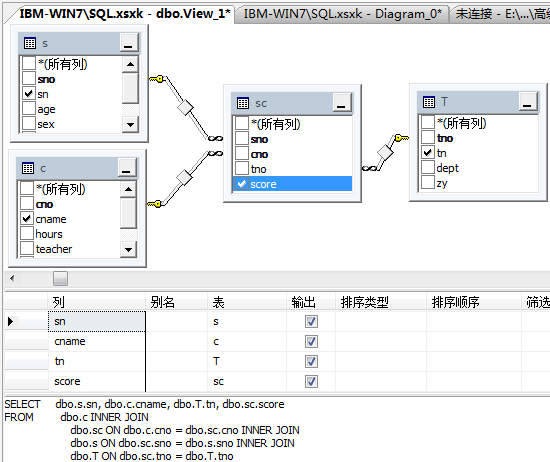 IBM-WIN7\SQL.xsxk - dbo.View_1*
IBM-WIN7\SQL.xsxk - Diagram_0*
未连接 - E:\...\高级
s
*(所有列)
sno
sn
age
sex
c
*(所有列)
cno
cname
hours
teacher
sc
*(所有列)
sno
cno
tno
score
T
*(所有列)
tno
tn
dept
zy
列 别名 表 输出 排序类型 排序顺序 筛选
sn s
cname c
tn T
score sc
SELECT dbo.s.sn, dbo.c.cname, dbo.T.tn, dbo.sc.score
FROM dbo.c INNER JOIN
dbo.sc ON dbo.c.cno = dbo.sc.cno INNER JOIN
dbo.s ON dbo.sc.sno = dbo.s.sno INNER JOIN
dbo.T ON dbo.sc.tno = dbo.T.tno